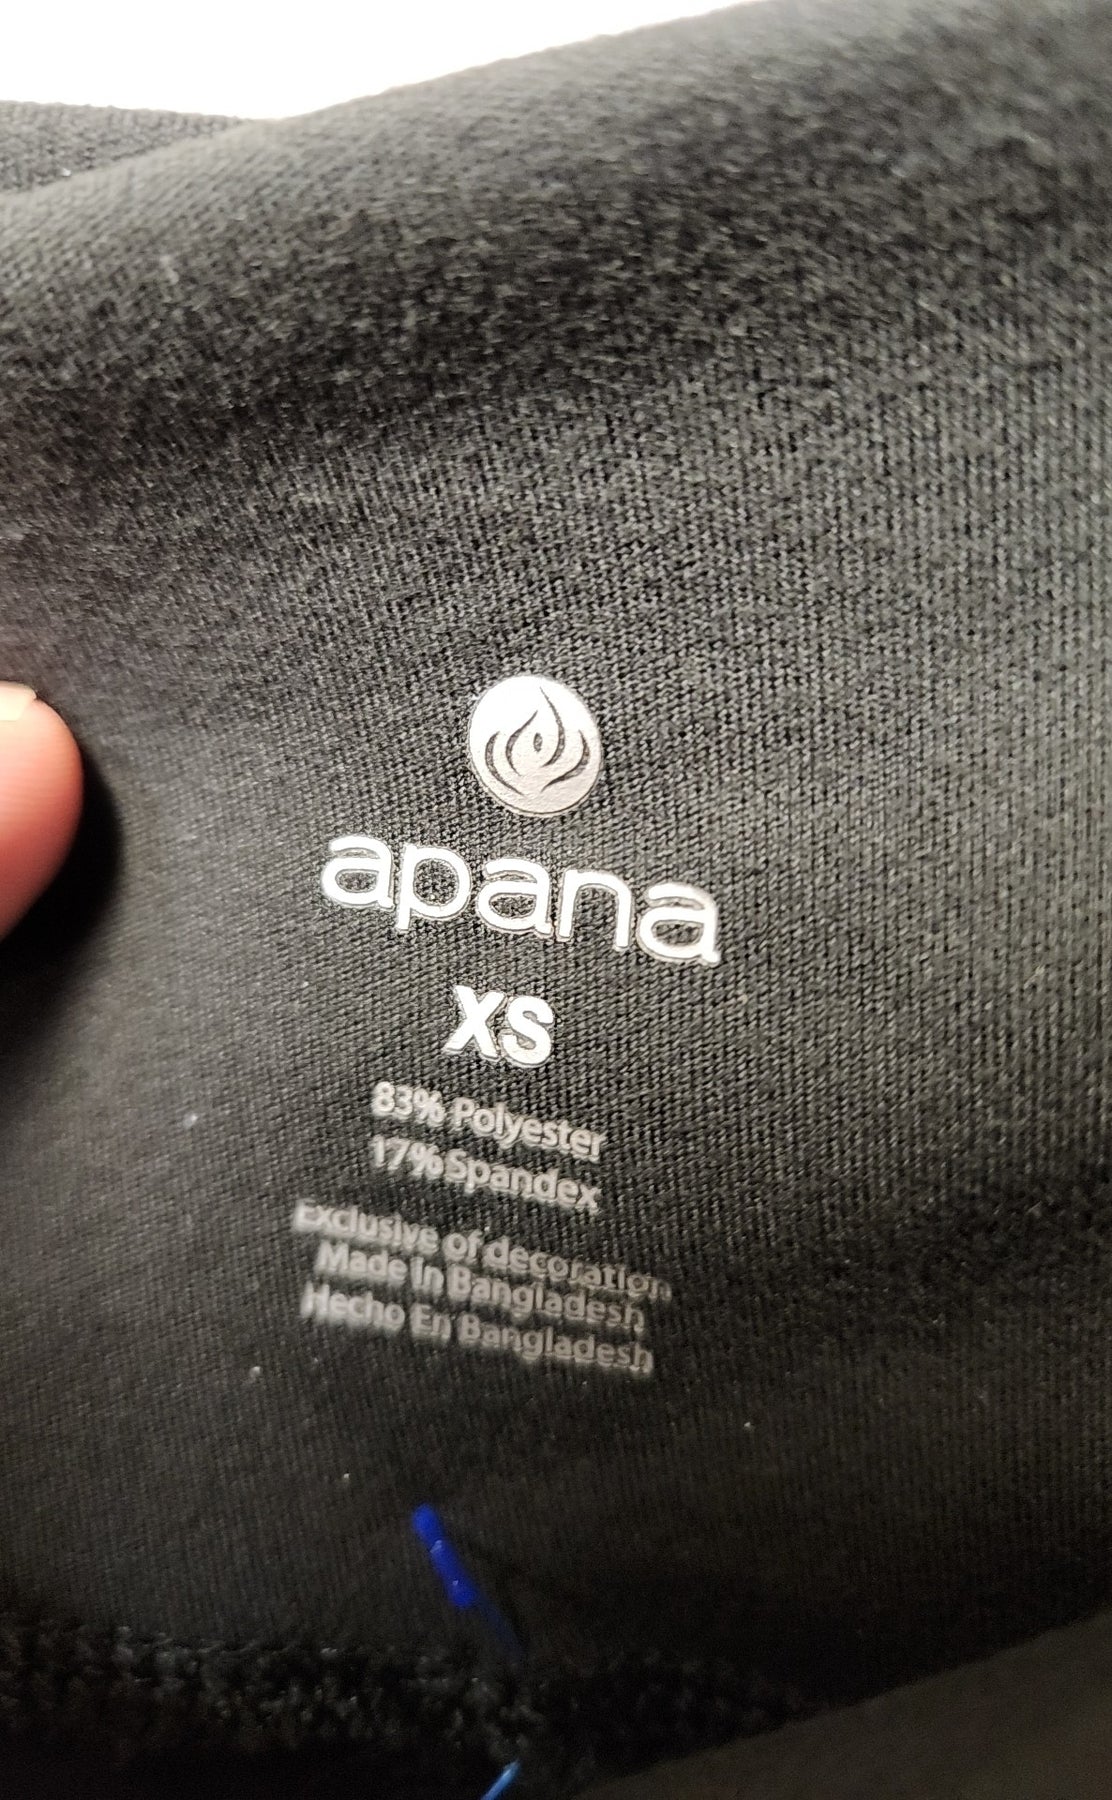 apana
XS
83% Polyester
17% Spandex
Exclusive of decoration
Made In Bangladesh
Hecho En Bangladesh